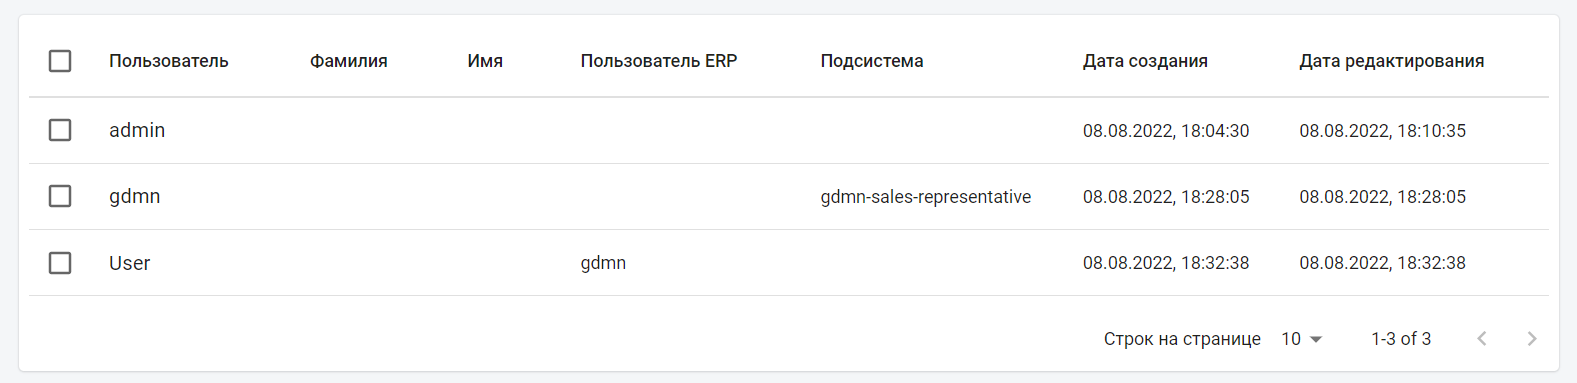 Пользователь Фамилия Имя Пользователь ERP Подсистема Дата создания Дата редактирования
admin 08.08.2022, 18:04:30 08.08.2022, 18:10:35
gdmn gdmn-sales-representative 08.08.2022, 18:28:05 08.08.2022, 18:28:05
User gdmn 08.08.2022, 18:32:38 08.08.2022, 18:32:38
Строк на странице 10 1-3 of 3